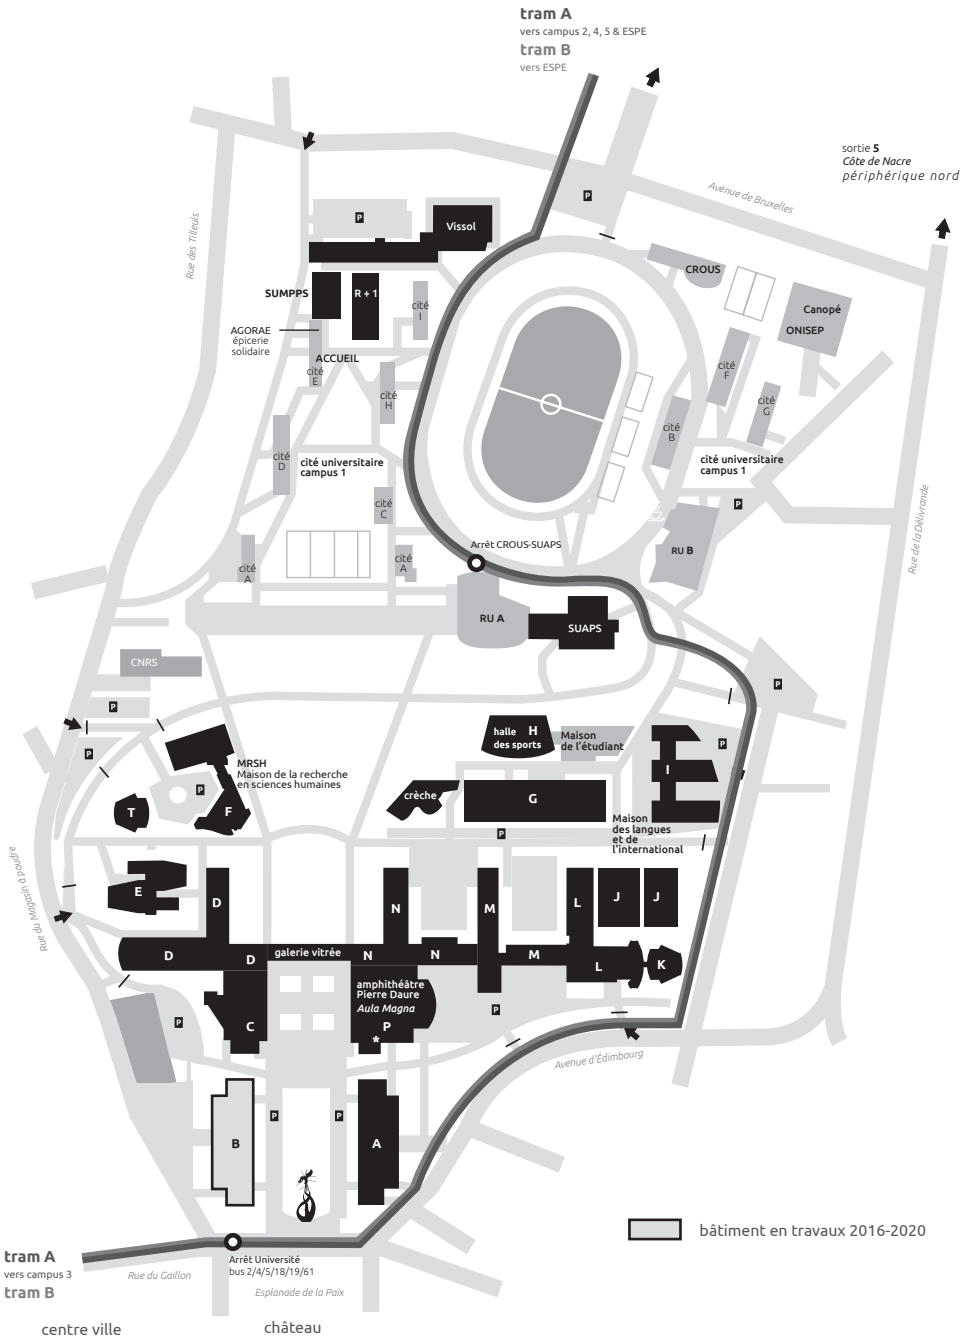 tram A
vers campus 2, 4, 5 & ESPE
tram B
vers ESPE
sortie 5
Côte de Nacre
périphérique nord
Avenue de Bruxelles
Rue des Tilleuls
P
P
Vissol
CROUS
SUMPPS
R + 1
cité
I
Canopé
ONISEP
AGORAE
épicerie
solidaire
ACCUEIL
cité
E
cité
F
cité
H
cité
G
cité
B
cité
D
cité universitaire
campus 1
cité universitaire
campus 1
P
cité
C
Rue de la Délivrande
Arrêt CROUS-SUAPS
RU B
cité
A
cité
A
RU A
SUAPS
CNRS
P
P
P
halle H
des sports
Maison
de l’étudiant
P
MRSH
Maison de la recherche
en sciences humaines
I
P
crèche
G
T
F
Maison
des langues
et de
l’international
P
Rue du Magasin à poudre
E
D
N
M
L
J
J
D
D
galerie vitrée
N
N
M
L
K
amphithéâtre
Pierre Daure
Aula Magna
P
*
C
P
P
Avenue d’Édimbourg
P
P
B
A
bâtiment en travaux 2016-2020
tram A
vers campus 3
tram B
Arrêt Université
bus 2/4/5/18/19/61
Rue du Gaillon
Esplanade de la Paix
centre ville
château